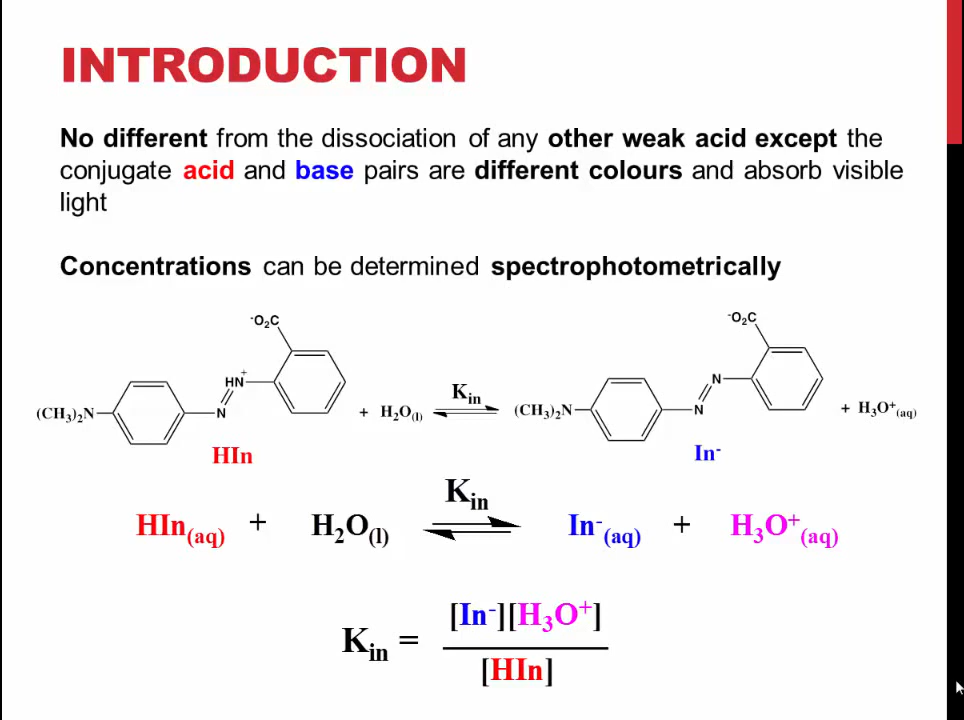 INTRODUCTION
No different from the dissociation of any other weak acid except the
conjugate acid and base pairs are different colours and absorb visible
light
Concentrations can be determined spectrophotometrically
⁻O₂C
⁻O₂C
HN⁺
N
N
N
(CH₃)₂N
+ H₂O(l)
Kin
(CH₃)₂N
+ H₃O⁺(aq)
HIn
In⁻
Kin
HIn(aq) + H₂O(l) In⁻(aq) + H₃O⁺(aq)
Kin = [In⁻][H₃O⁺]
[HIn]